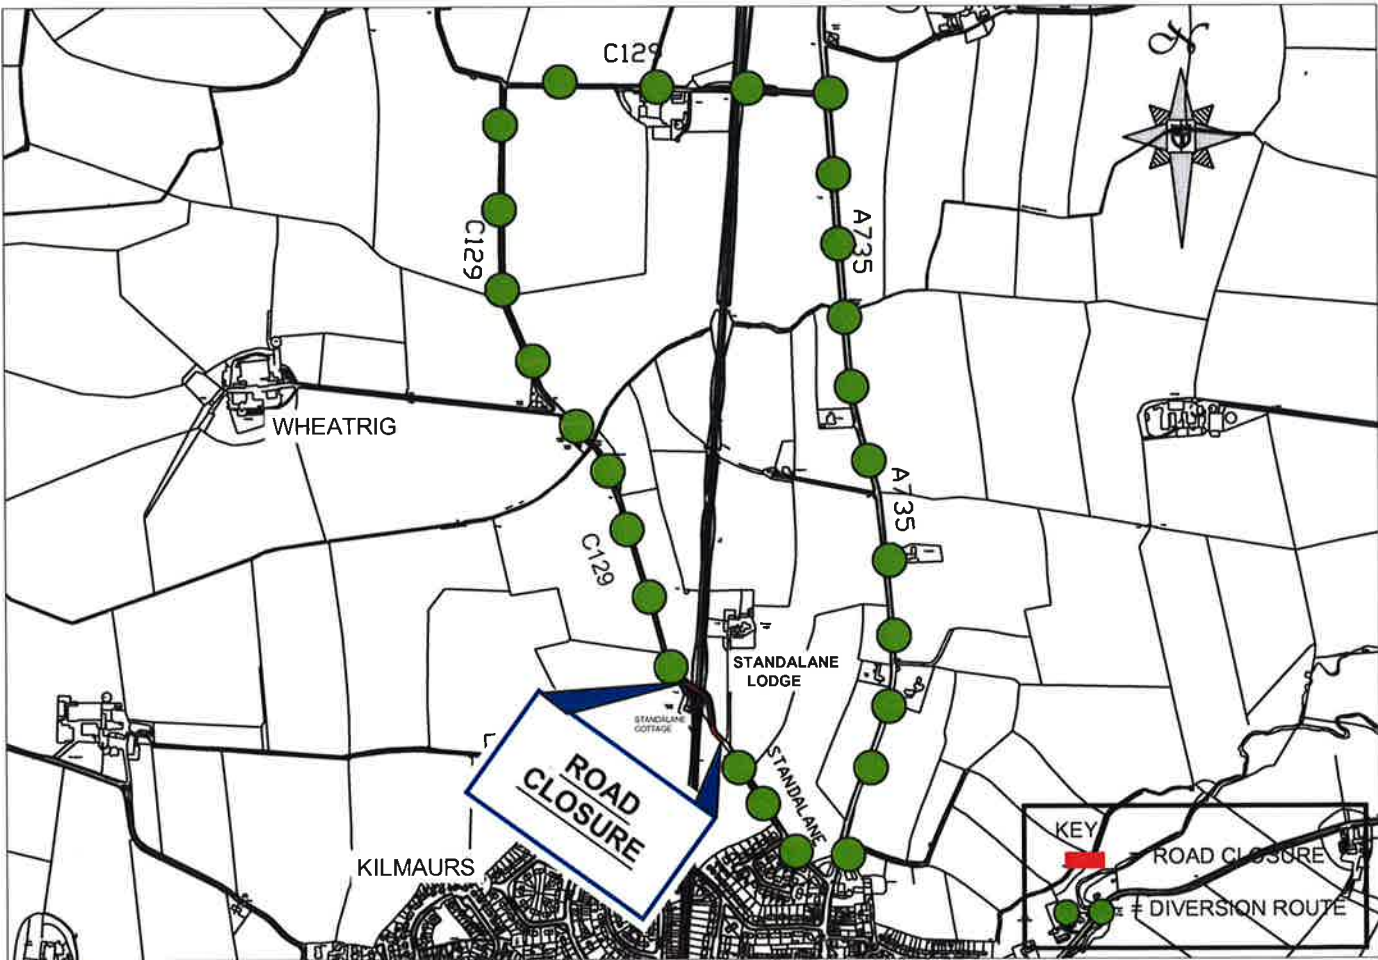 C129
N
A735
C129
WHEATRIG
A735
C129
STANDALANE
LODGE
STANDALANE
COTTAGE
ROAD
CLOSURE
STANDALANE
KILMAURS
KEY
= ROAD CLOSURE
= DIVERSION ROUTE